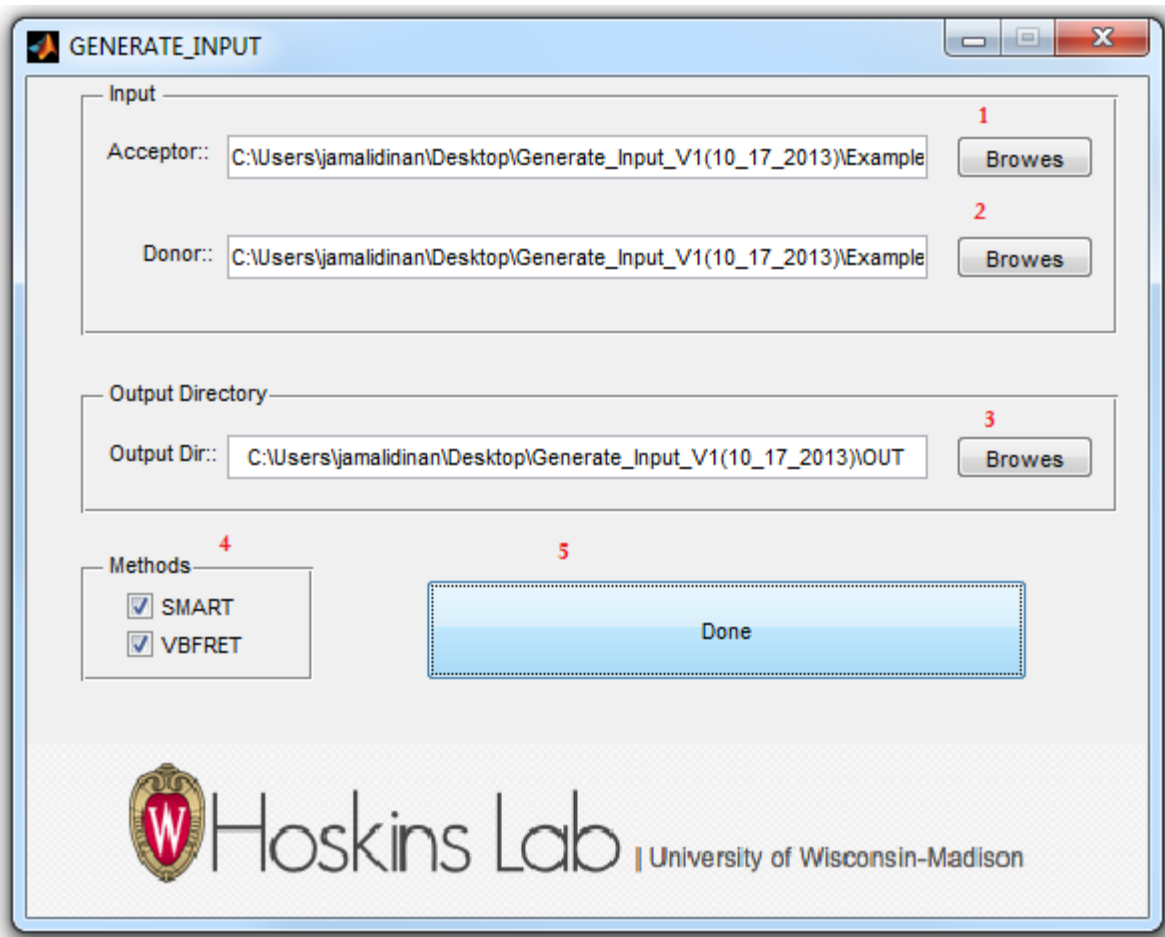 GENERATE_INPUT
Input
1
Acceptor:: C:\Users\jamalidinan\Desktop\Generate_Input_V1(10_17_2013)\Example Browes
2
Donor:: C:\Users\jamalidinan\Desktop\Generate_Input_V1(10_17_2013)\Example Browes
Output Directory
3
Output Dir:: C:\Users\jamalidinan\Desktop\Generate_Input_V1(10_17_2013)\OUT Browes
4
Methods
SMART
VBFRET
5
Done
W Hoskins Lab | University of Wisconsin-Madison